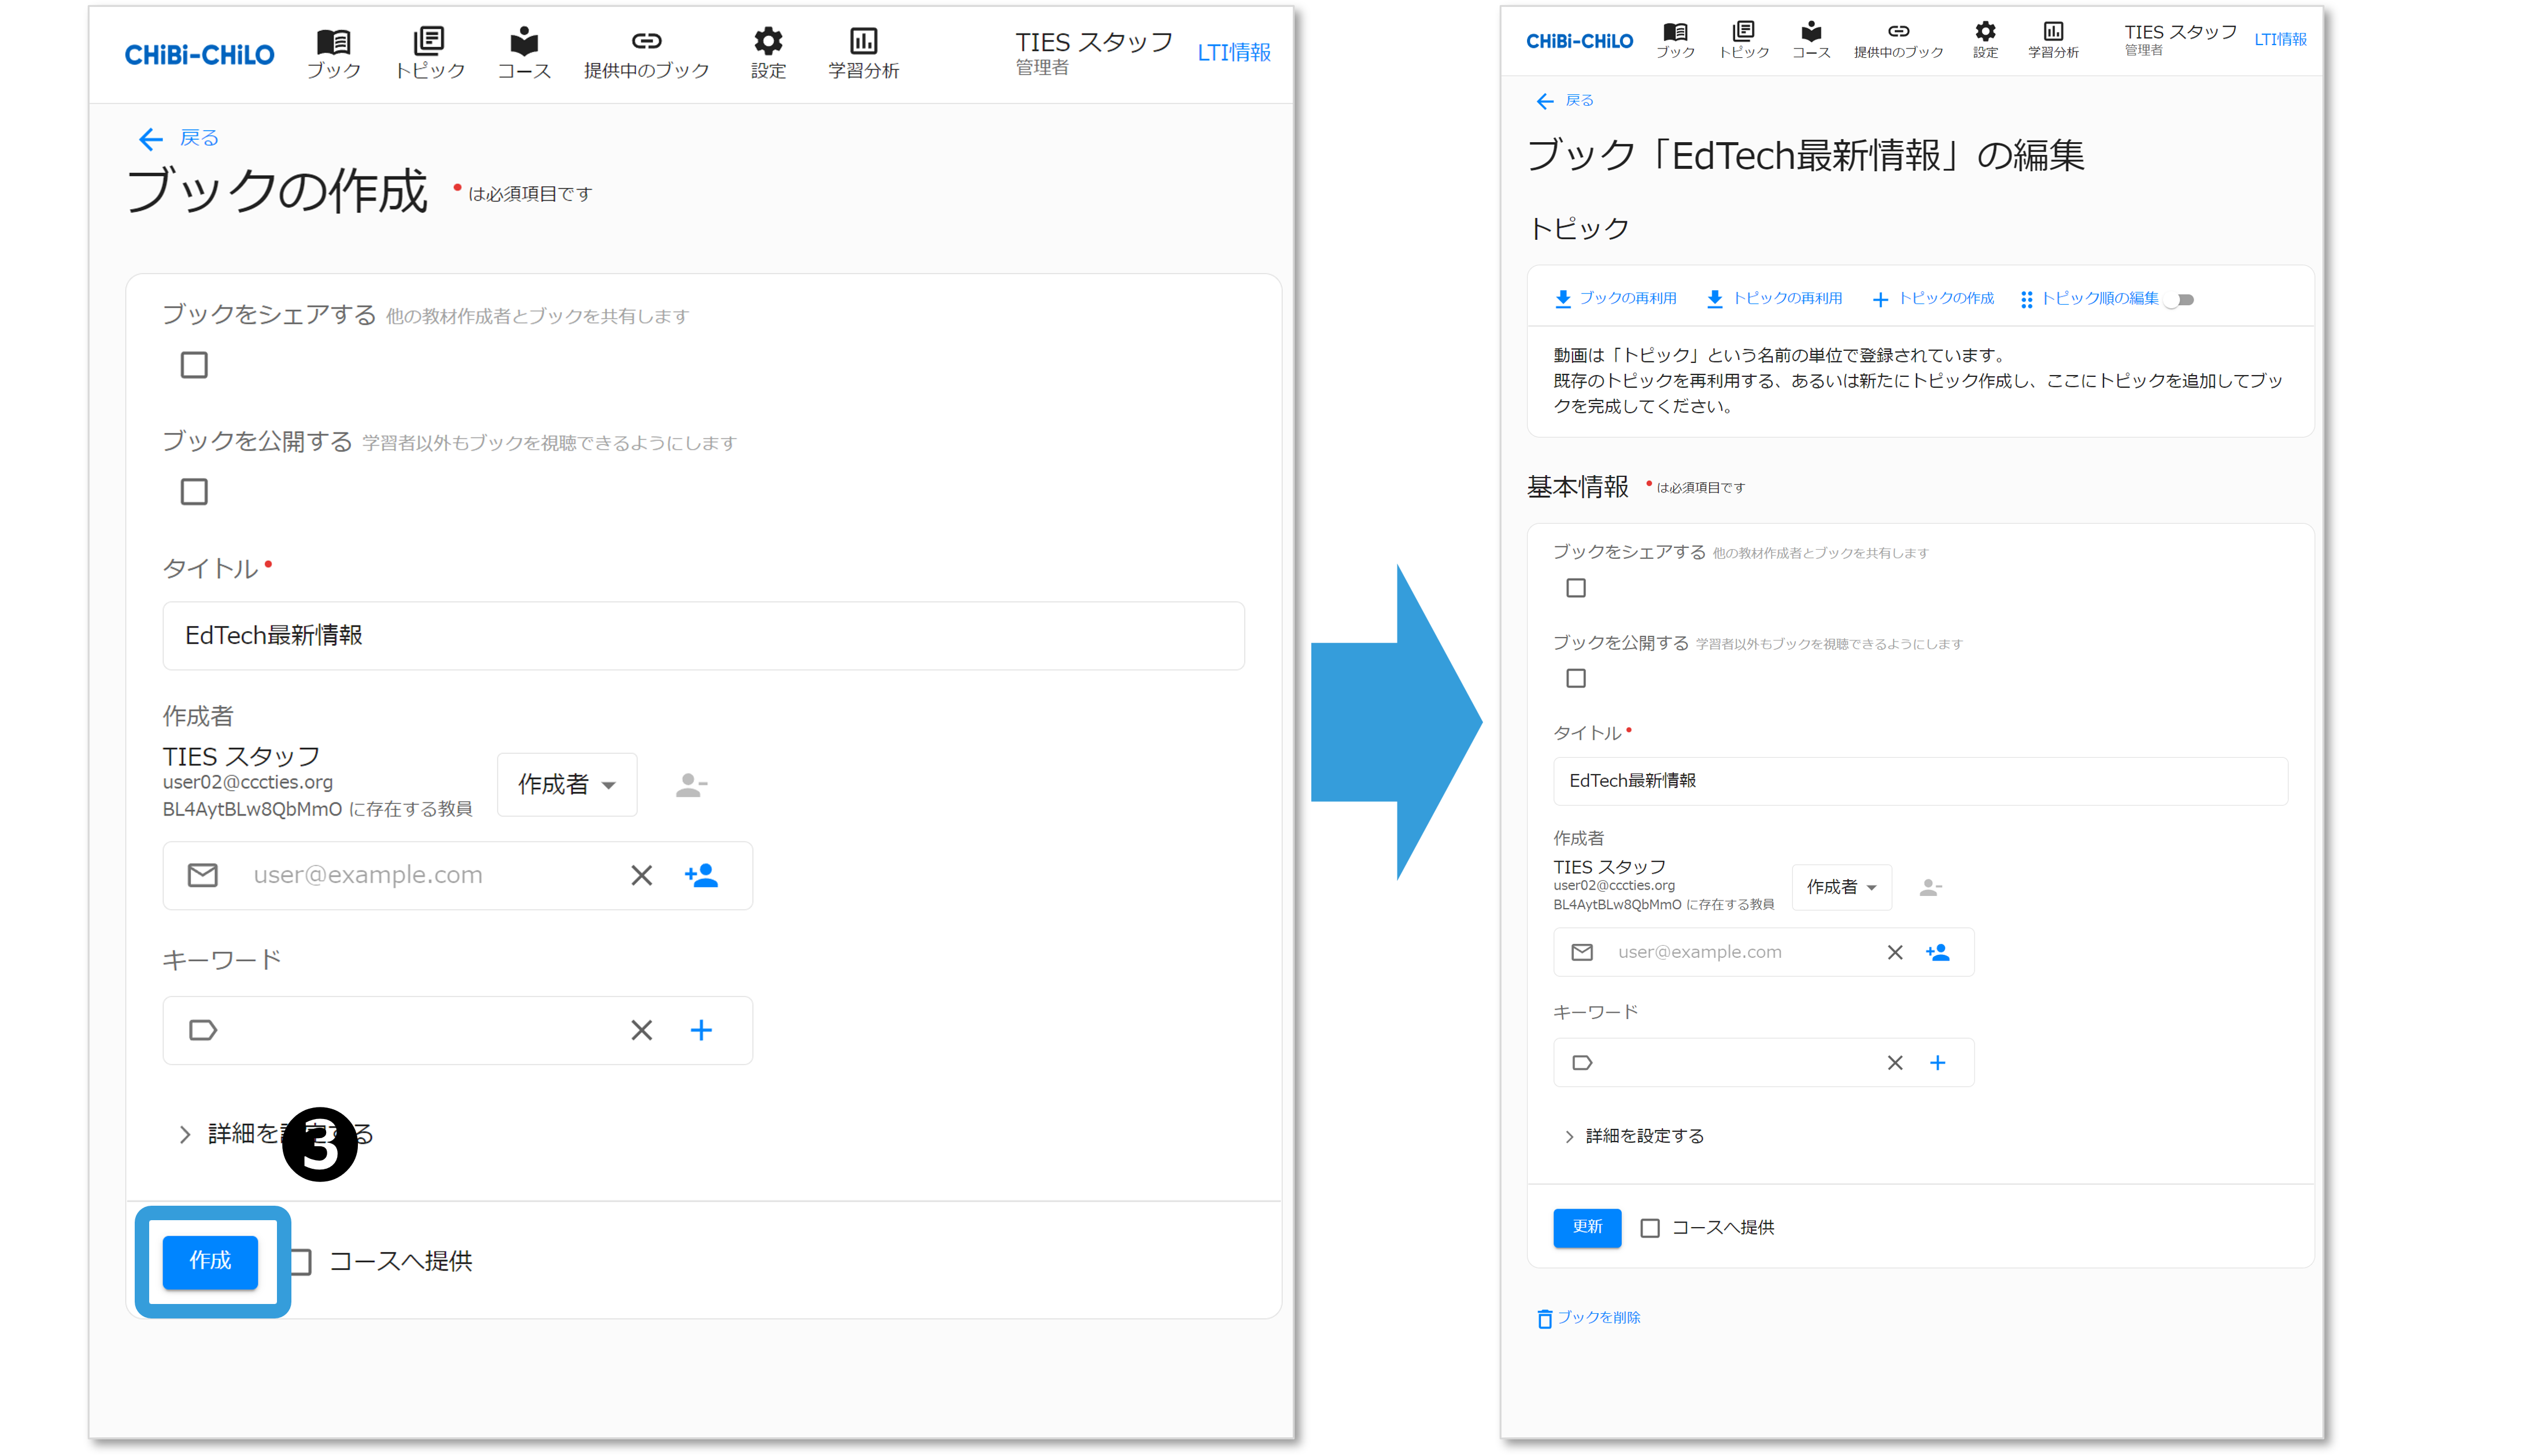 CHiBi-CHiLO
ブック
トピック
コース
提供中のブック
設定
学習分析
TIES スタッフ
管理者
LTI情報
戻る
ブックの作成 は必須項目です
ブックをシェアする 他の教材作成者とブックを共有します
ブックを公開する 学習者以外もブックを視聴できるようにします
タイトル
EdTech最新情報
作成者
TIES スタッフ
user02@cccties.org
BL4AytBLw8QbMmO に存在する教員
作成者
user@example.com
キーワード
詳細を設定する
3
作成
コースへ提供
CHiBi-CHiLO
ブック
トピック
コース
提供中のブック
設定
学習分析
TIES スタッフ
管理者
LTI情報
戻る
ブック「EdTech最新情報」の編集
トピック
ブックの再利用 トピックの再利用 トピックの作成 トピック順の編集
動画は「トピック」という名前の単位で登録されています。
既存のトピックを再利用する、あるいは新たにトピック作成し、ここにトピックを追加してブッ
クを完成してください。
基本情報 は必須項目です
ブックをシェアする 他の教材作成者とブックを共有します
ブックを公開する 学習者以外もブックを視聴できるようにします
タイトル
EdTech最新情報
作成者
TIES スタッフ
user02@cccties.org
BL4AytBLw8QbMmO に存在する教員
作成者
user@example.com
キーワード
詳細を設定する
更新
コースへ提供
ブックを削除